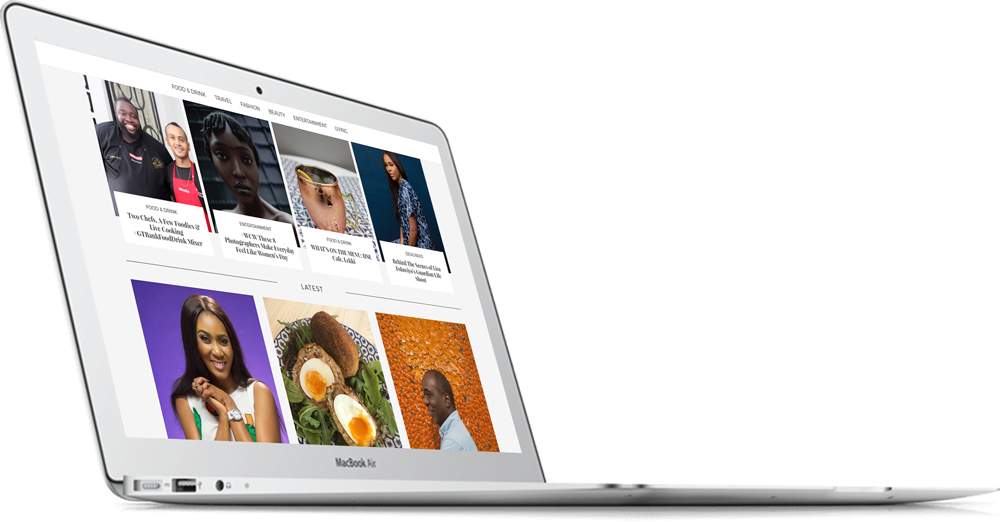 FOOD & DRINK TRAVEL FASHION BEAUTY ENTERTAINMENT LIVING
FOOD & DRINK
Two Chefs, A Few Foodies &
Live Cooking
#GTBankFoodDrink Mixer
ENTERTAINMENT
#WCW These 8
Photographers Make Everyday
Feel Like Women's Day
FOOD & DRINK
WHAT'S ON THE MENU:
Cafe, Lekki
DESIGNERS
Behind The Scenes of Lisa
Folawiyo's Guardian Life
Shoot
LATEST
MacBook Air